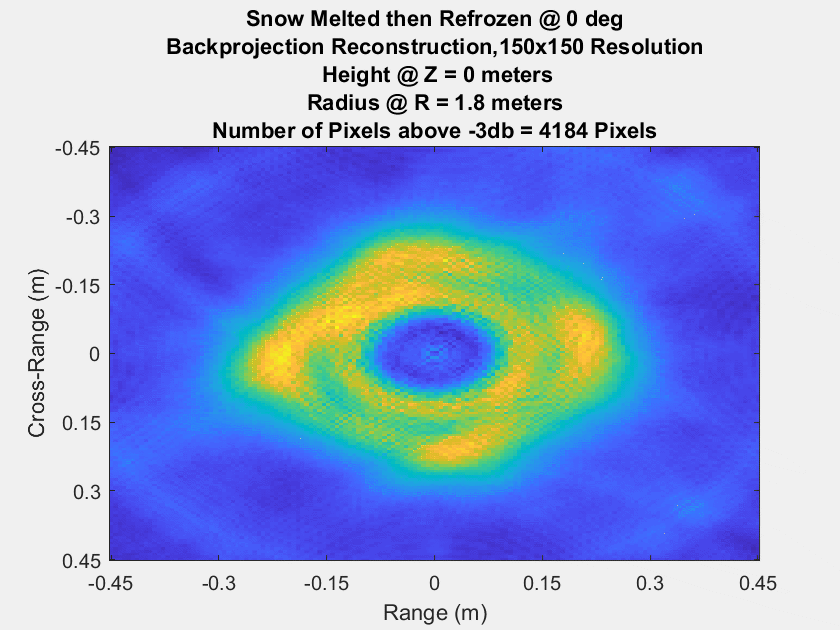 Snow Melted then Refrozen @ 0 deg
Backprojection Reconstruction,150x150 Resolution
Height @ Z = 0 meters
Radius @ R = 1.8 meters
Number of Pixels above -3db = 4184 Pixels
-0.45
-0.3
-0.15
0
0.15
0.3
0.45
Cross-Range (m)
-0.45 -0.3 -0.15 0 0.15 0.3 0.45
Range (m)